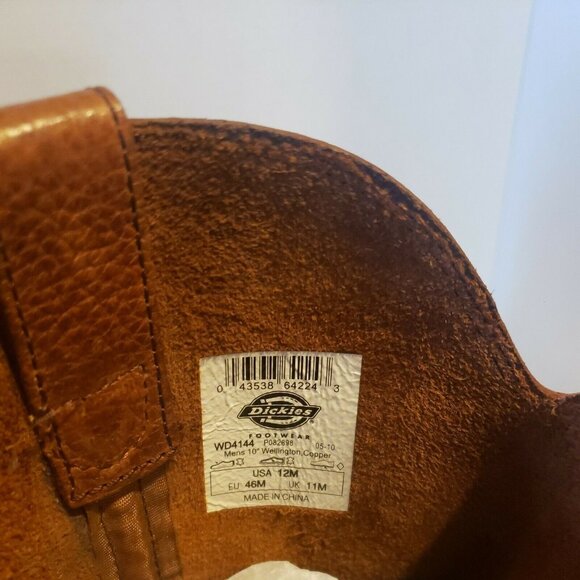 0 43538 64224 3
Dickies
FOOTWEAR
WD4144 P082698 05-10
Mens 10" Wellington Copper
USA 12M
EU 46M UK 11M
MADE IN CHINA